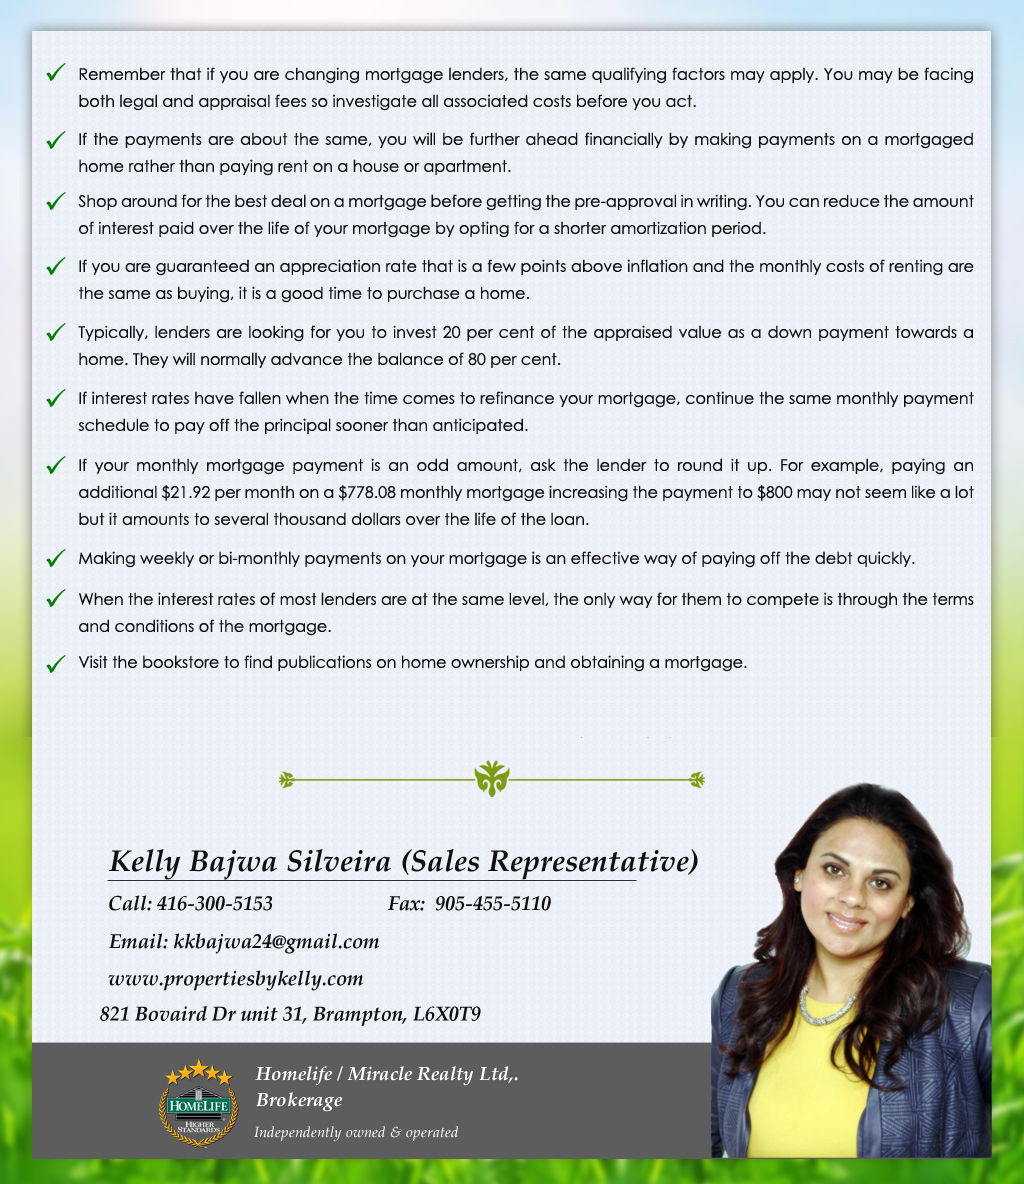 Remember that if you are changing mortgage lenders, the same qualifying factors may apply. You may be facing
both legal and appraisal fees so investigate all associated costs before you act.
If the payments are about the same, you will be further ahead financially by making payments on a mortgaged
home rather than paying rent on a house or apartment.
Shop around for the best deal on a mortgage before getting the pre-approval in writing. You can reduce the amount
of interest paid over the life of your mortgage by opting for a shorter amortization period.
If you are guaranteed an appreciation rate that is a few points above inflation and the monthly costs of renting are
the same as buying, it is a good time to purchase a home.
Typically, lenders are looking for you to invest 20 per cent of the appraised value as a down payment towards a
home. They will normally advance the balance of 80 per cent.
If interest rates have fallen when the time comes to refinance your mortgage, continue the same monthly payment
schedule to pay off the principal sooner than anticipated.
If your monthly mortgage payment is an odd amount, ask the lender to round it up. For example, paying an
additional $21.92 per month on a $778.08 monthly mortgage increasing the payment to $800 may not seem like a lot
but it amounts to several thousand dollars over the life of the loan.
Making weekly or bi-monthly payments on your mortgage is an effective way of paying off the debt quickly.
When the interest rates of most lenders are at the same level, the only way for them to compete is through the terms
and conditions of the mortgage.
Visit the bookstore to find publications on home ownership and obtaining a mortgage.
Kelly Bajwa Silveira (Sales Representative)
Call: 416-300-5153 Fax: 905-455-5110
Email: kkbajwa24@gmail.com
www.propertiesbykelly.com
821 Bovaird Dr unit 31, Brampton, L6X0T9
Homelife / Miracle Realty Ltd,.
Brokerage
Independently owned & operated
HOMELIFE
HIGHER
STANDARDS